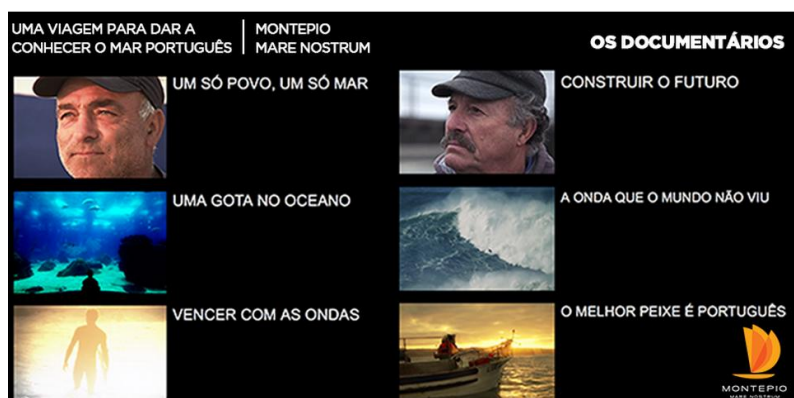 UMA VIAGEM PARA DAR A
CONHECER O MAR PORTUGUÊS
MONTEPIO
MARE NOSTRUM
OS DOCUMENTÁRIOS
UM SÓ POVO, UM SÓ MAR
CONSTRUIR O FUTURO
UMA GOTA NO OCEANO
A ONDA QUE O MUNDO NÃO VIU
VENCER COM AS ONDAS
O MELHOR PEIXE É PORTUGUÊS
MONTEPIO
MARE NOSTRUM